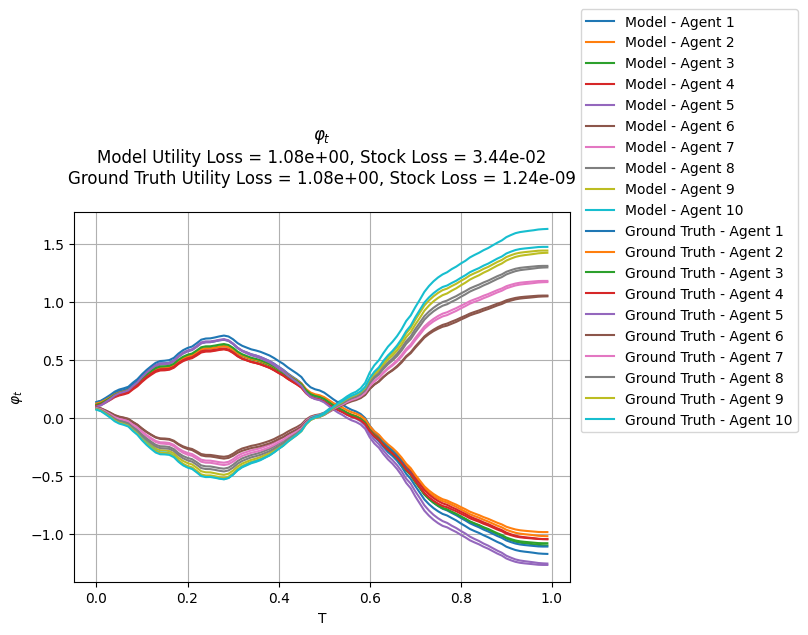 φt
Model Utility Loss = 1.08e+00, Stock Loss = 3.44e-02
Ground Truth Utility Loss = 1.08e+00, Stock Loss = 1.24e-09
1.5
1.0
0.5
0.0
−0.5
−1.0
φt
0.0 0.2 0.4 0.6 0.8 1.0
T
Model - Agent 1
Model - Agent 2
Model - Agent 3
Model - Agent 4
Model - Agent 5
Model - Agent 6
Model - Agent 7
Model - Agent 8
Model - Agent 9
Model - Agent 10
Ground Truth - Agent 1
Ground Truth - Agent 2
Ground Truth - Agent 3
Ground Truth - Agent 4
Ground Truth - Agent 5
Ground Truth - Agent 6
Ground Truth - Agent 7
Ground Truth - Agent 8
Ground Truth - Agent 9
Ground Truth - Agent 10